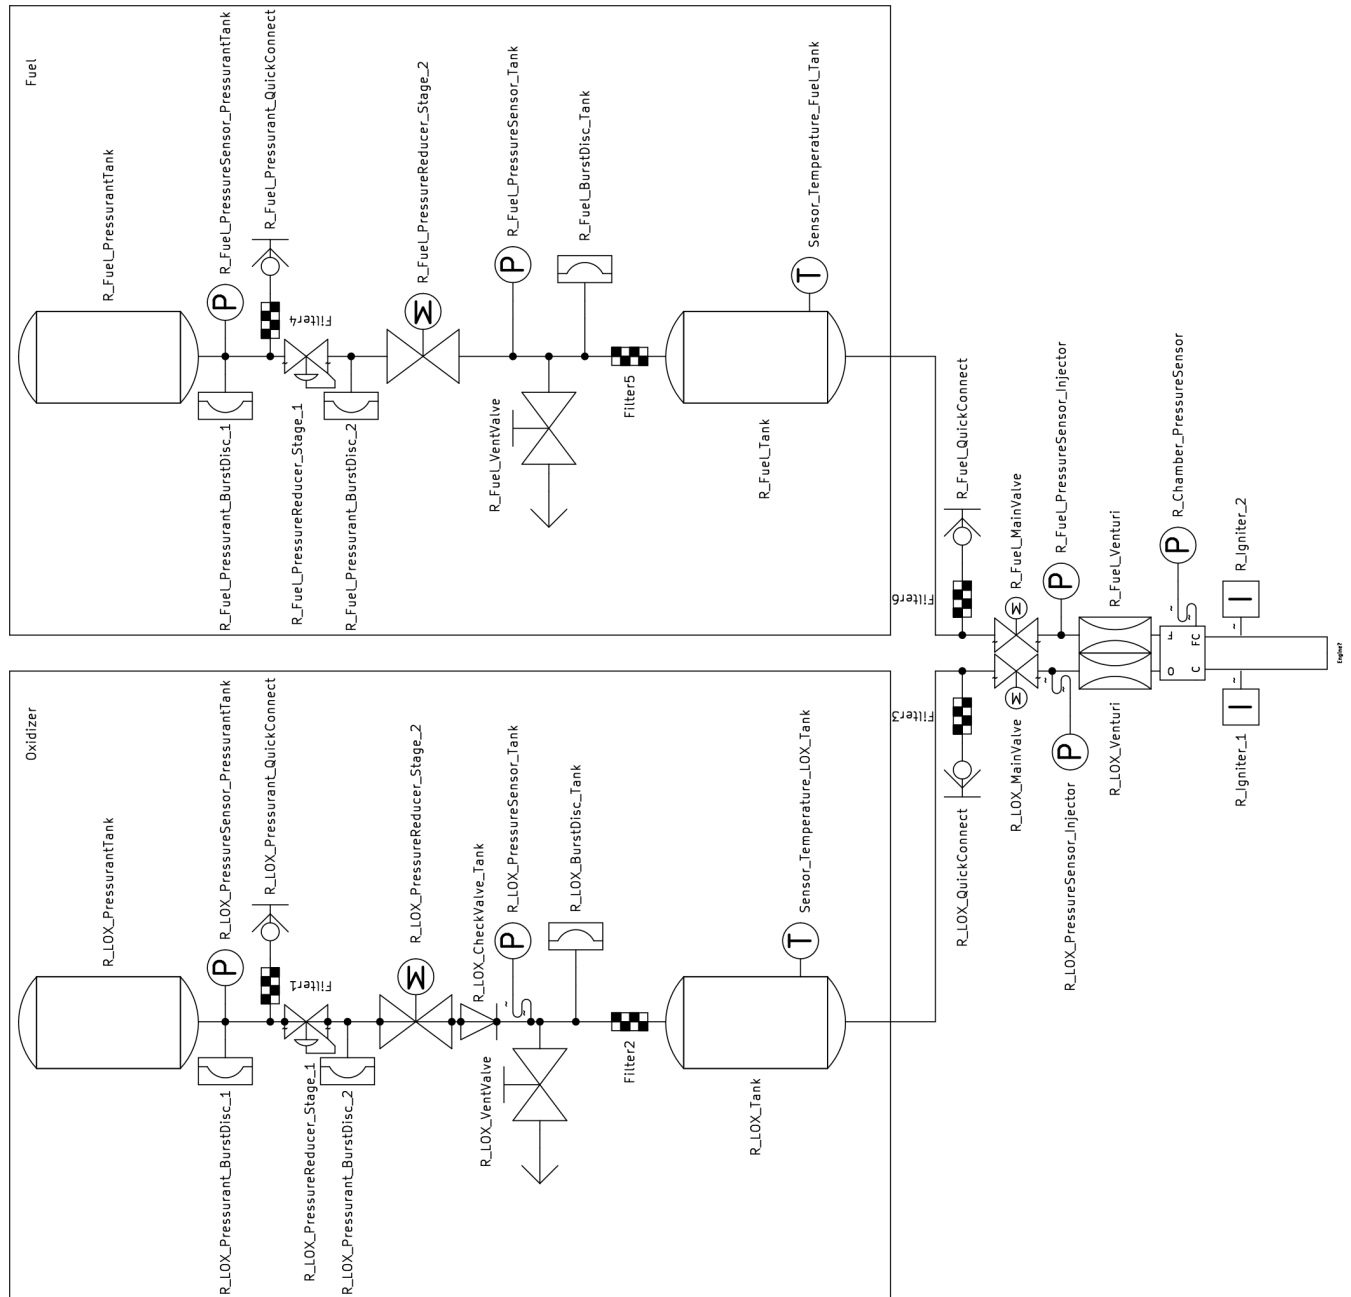 Fuel
R_Fuel_PressurantTank
R_Fuel_PressureSensor_PressurantTank
R_Fuel_Pressurant_QuickConnect
P
Filter4
R_Fuel_Pressurant_BurstDisc_1
R_Fuel_PressureReducer_Stage_1
R_Fuel_Pressurant_BurstDisc_2
R_Fuel_PressureReducer_Stage_2
M
R_Fuel_PressureSensor_Tank
P
R_Fuel_BurstDisc_Tank
R_Fuel_VentValve
Filter5
Sensor_Temperature_Fuel_Tank
T
R_Fuel_Tank
Oxidizer
R_LOX_PressurantTank
R_LOX_PressureSensor_PressurantTank
R_LOX_Pressurant_QuickConnect
P
Filter1
R_LOX_Pressurant_BurstDisc_1
R_LOX_PressureReducer_Stage_1
R_LOX_Pressurant_BurstDisc_2
R_LOX_PressureReducer_Stage_2
M
R_LOX_CheckValve_Tank
R_LOX_PressureSensor_Tank
P
R_LOX_BurstDisc_Tank
R_LOX_VentValve
Filter2
Sensor_Temperature_LOX_Tank
T
R_LOX_Tank
R_Fuel_QuickConnect
Filter6
R_Fuel_MainValve
M
R_Fuel_PressureSensor_Injector
P
R_Fuel_Venturi
R_Chamber_PressureSensor
P
R_Igniter_2
I
Filter3
R_LOX_QuickConnect
R_LOX_MainValve
M
R_LOX_PressureSensor_Injector
P
R_LOX_Venturi
O
F
C
FC
R_Igniter_1
I
Engine?